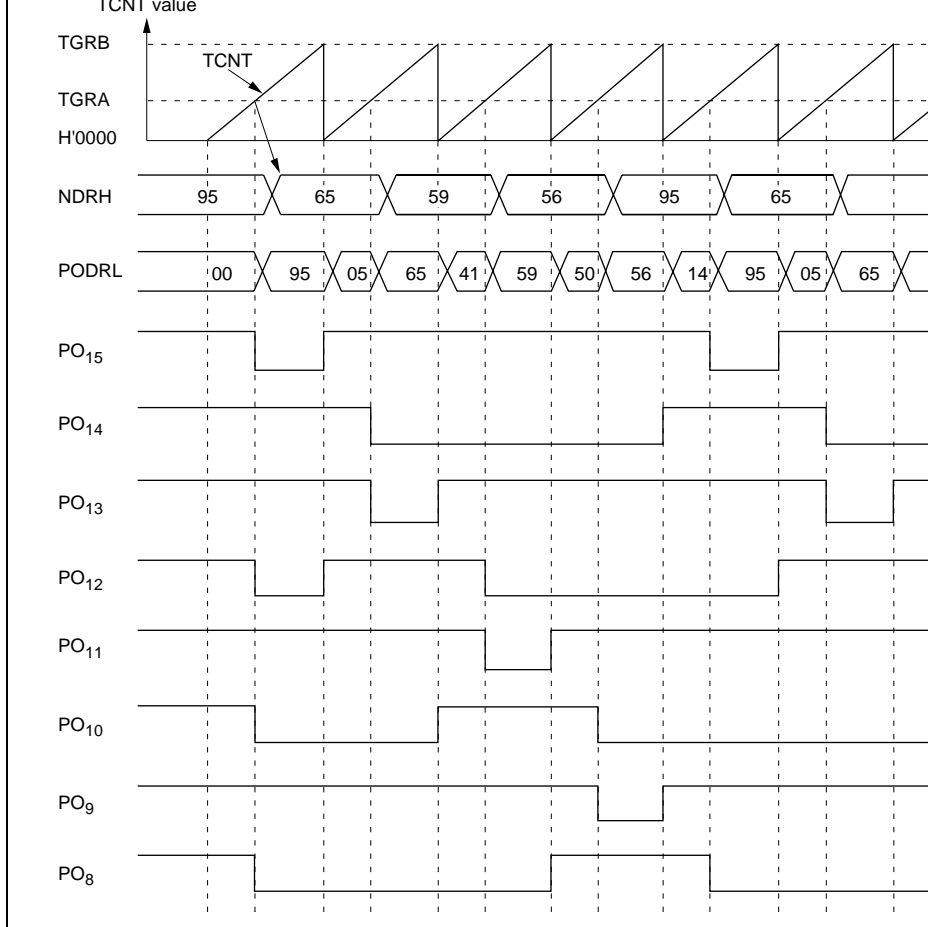 TCNT value
TGRB
TCNT
TGRA
H'0000
NDRH 95 65 59 56 95 65
PODRL 00 95 05 65 41 59 50 56 14 95 05 65
PO15
PO14
PO13
PO12
PO11
PO10
PO9
PO8